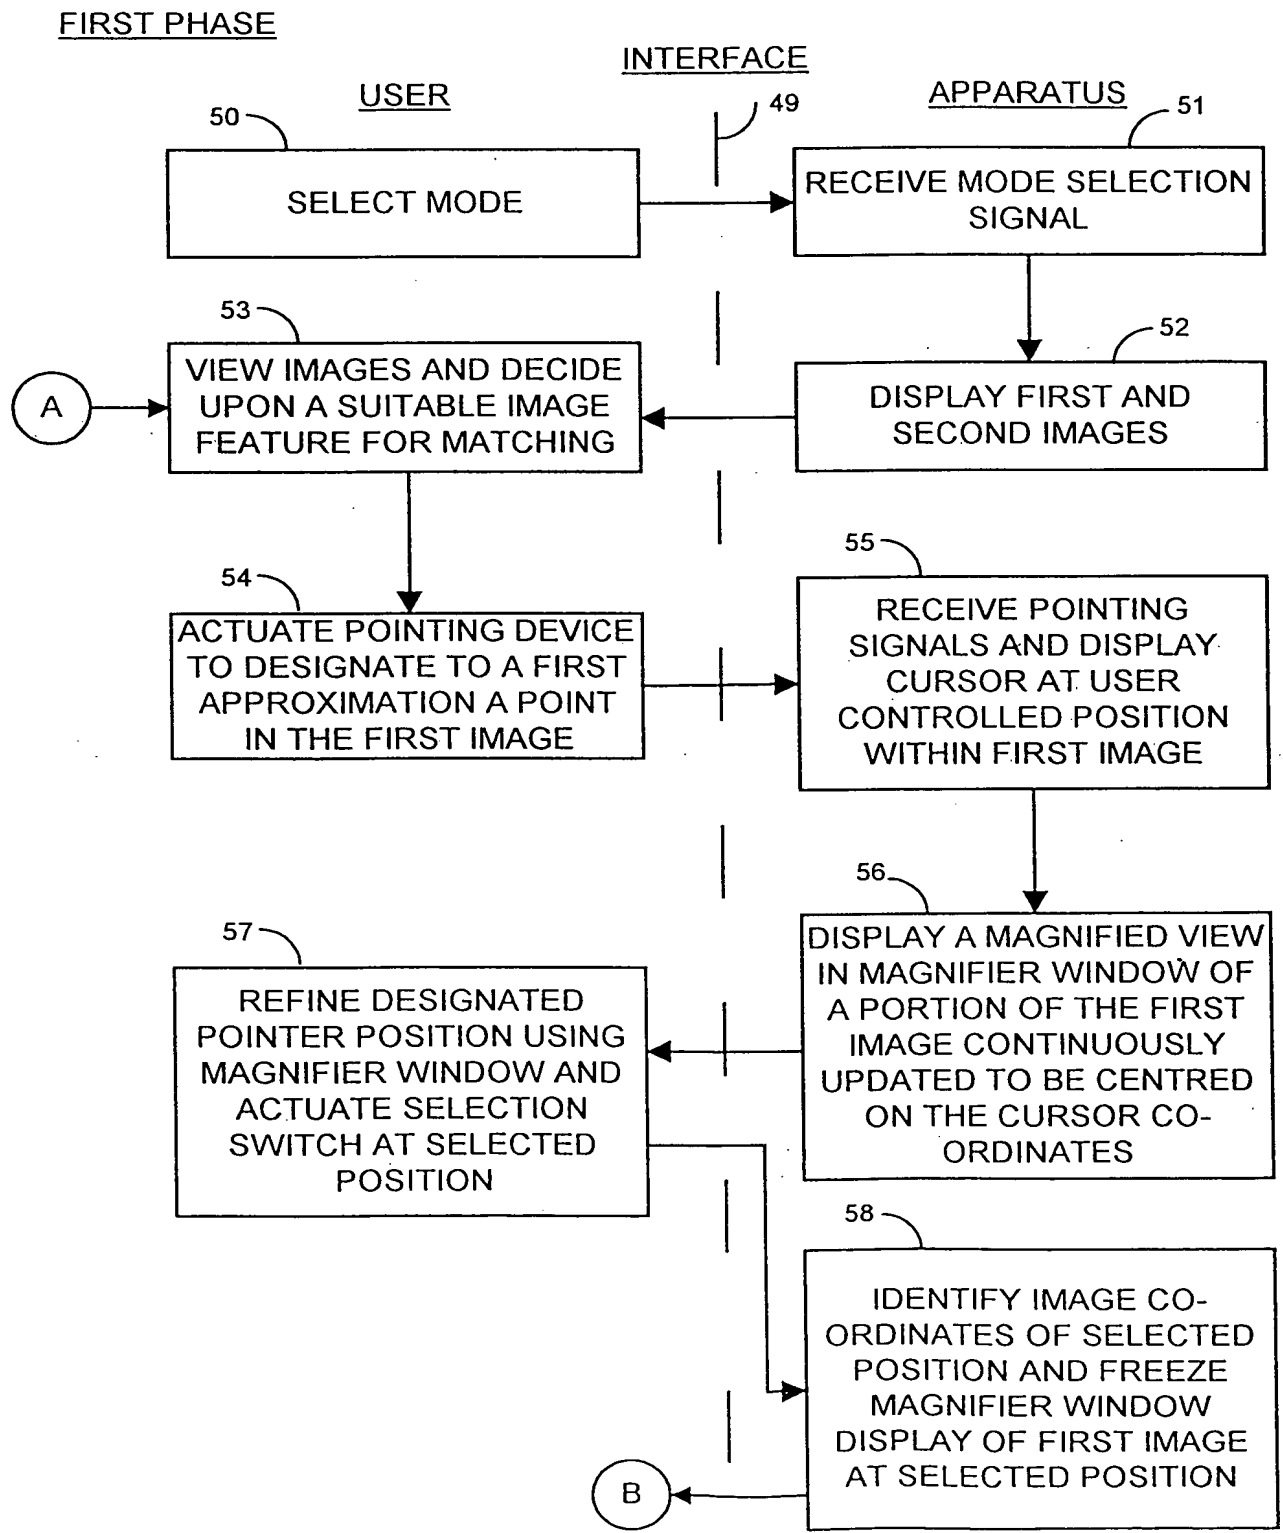 FIRST PHASE
INTERFACE
USER
49
APPARATUS
50
51
SELECT MODE
RECEIVE MODE SELECTION
SIGNAL
53
52
VIEW IMAGES AND DECIDE
UPON A SUITABLE IMAGE
FEATURE FOR MATCHING
A
DISPLAY FIRST AND
SECOND IMAGES
54
55
ACTUATE POINTING DEVICE
TO DESIGNATE TO A FIRST
APPROXIMATION A POINT
IN THE FIRST IMAGE
RECEIVE POINTING
SIGNALS AND DISPLAY
CURSOR AT USER
CONTROLLED POSITION
WITHIN FIRST IMAGE
56
DISPLAY A MAGNIFIED VIEW
IN MAGNIFIER WINDOW OF
A PORTION OF THE FIRST
IMAGE CONTINUOUSLY
UPDATED TO BE CENTRED
ON THE CURSOR CO-
ORDINATES
57
REFINE DESIGNATED
POINTER POSITION USING
MAGNIFIER WINDOW AND
ACTUATE SELECTION
SWITCH AT SELECTED
POSITION
58
IDENTIFY IMAGE CO-
ORDINATES OF SELECTED
POSITION AND FREEZE
MAGNIFIER WINDOW
DISPLAY OF FIRST IMAGE
AT SELECTED POSITION
B